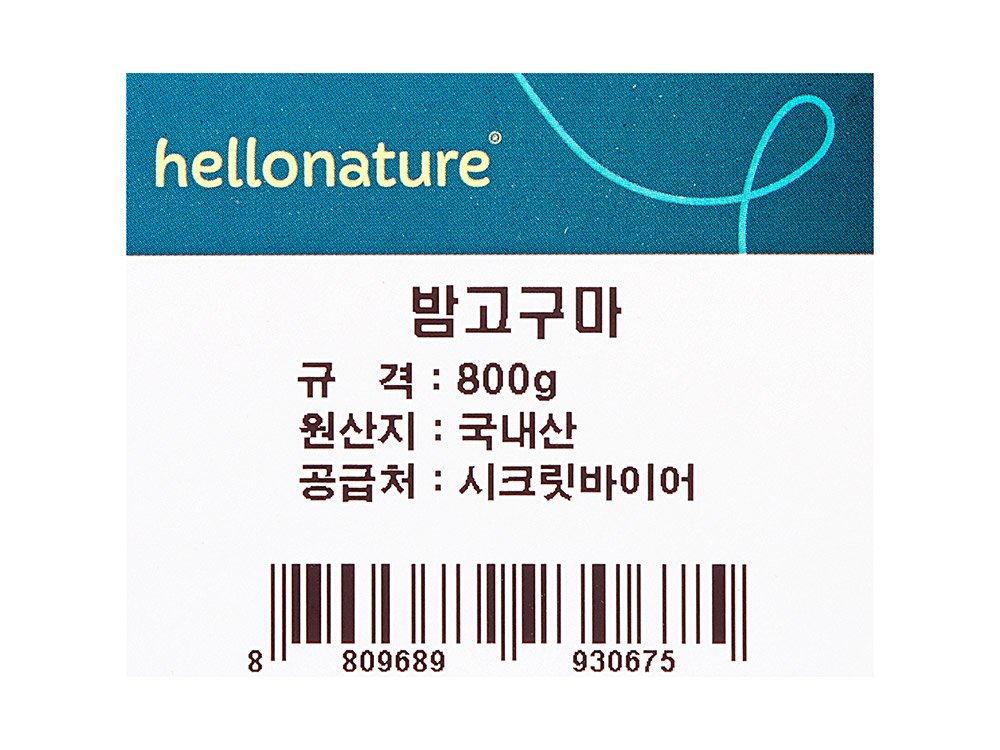 hellonature®
밤고구마
규 격 : 800g
원산지 : 국내산
공급처 : 시크릿바이어
8 809689 930675